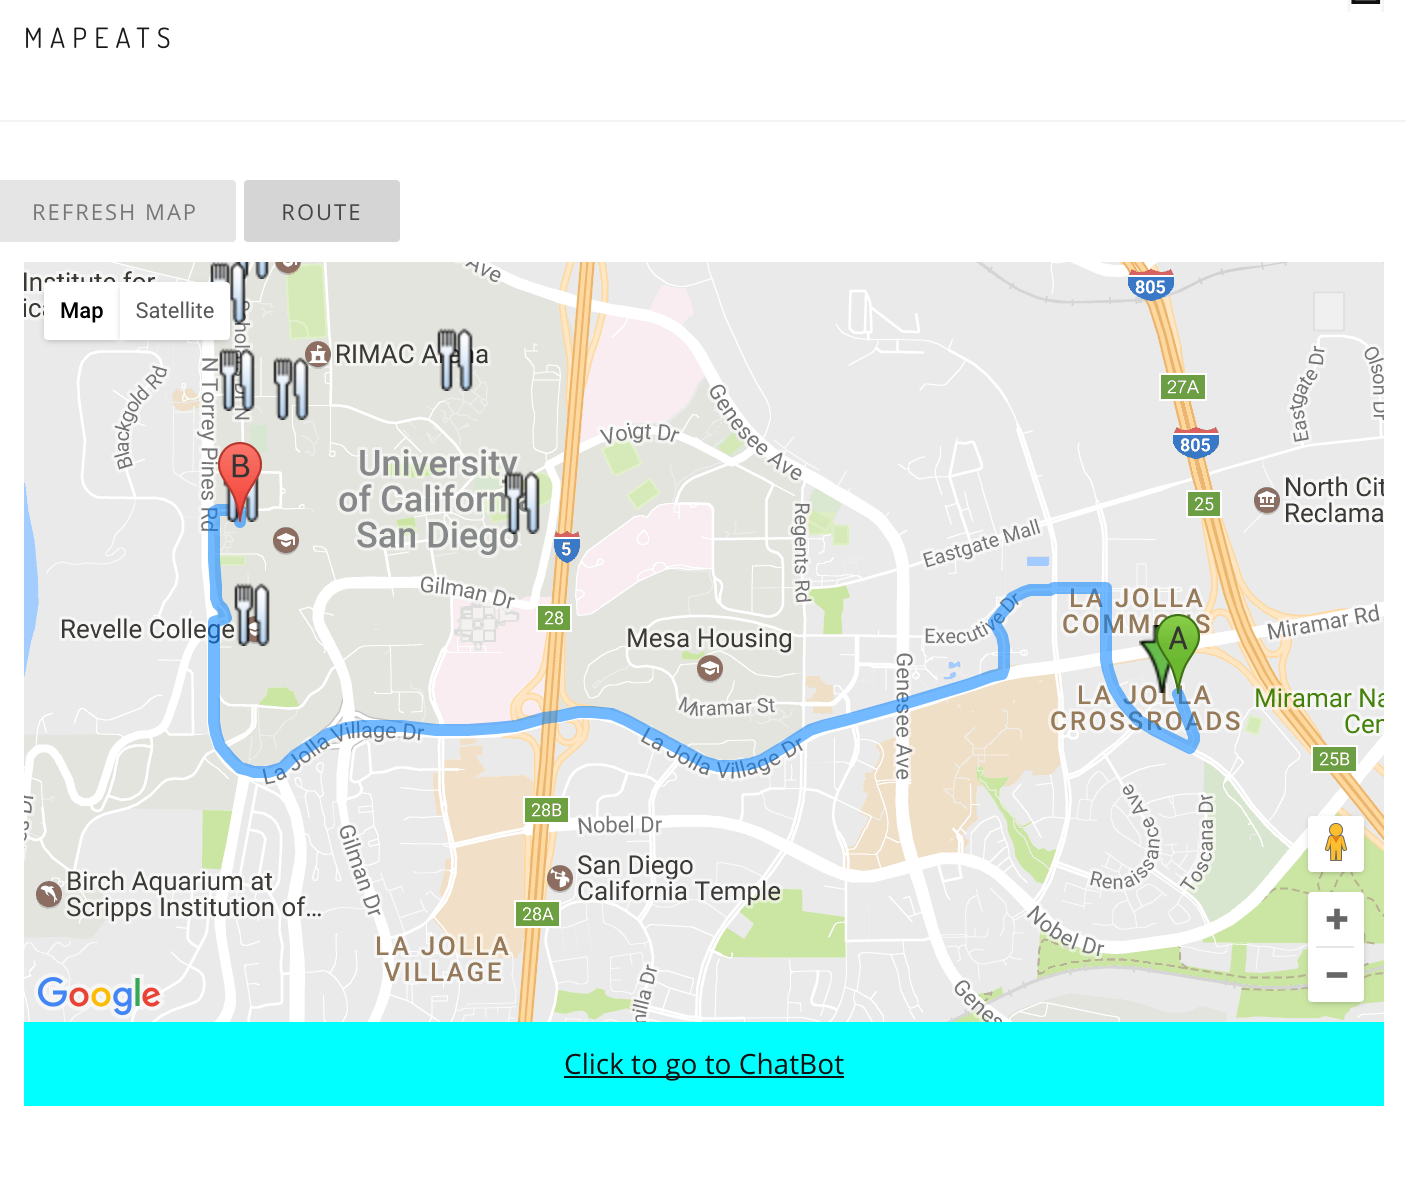 MAPEATS
REFRESH MAP
ROUTE
Institute for
Map
Satellite
Ave
805
RIMAC Arena
N Torrey Pines Rd
Blackgold Rd
27A
Eastgate Dr
Olson Dr
Genesee Ave
Voigt Dr
805
B
University
of California
San Diego
25
North Cit
Reclama
Regents Rd
5
Eastgate Mall
Gilman Dr
28
LA JOLLA
COMMONS
Executive Dr
Miramar Rd
A
Revelle College
Mesa Housing
Genesee Ave
LA JOLLA
CROSSROADS
Miramar Na
Cen
Miramar St
La Jolla Village Dr
La Jolla Village Dr
25B
28B
Nobel Dr
Renaissance Ave
Toscana Dr
Gilman Dr
San Diego
California Temple
Birch Aquarium at
Scripps Institution of...
28A
Nobel Dr
LA JOLLA
VILLAGE
Genes
Google
Click to go to ChatBot